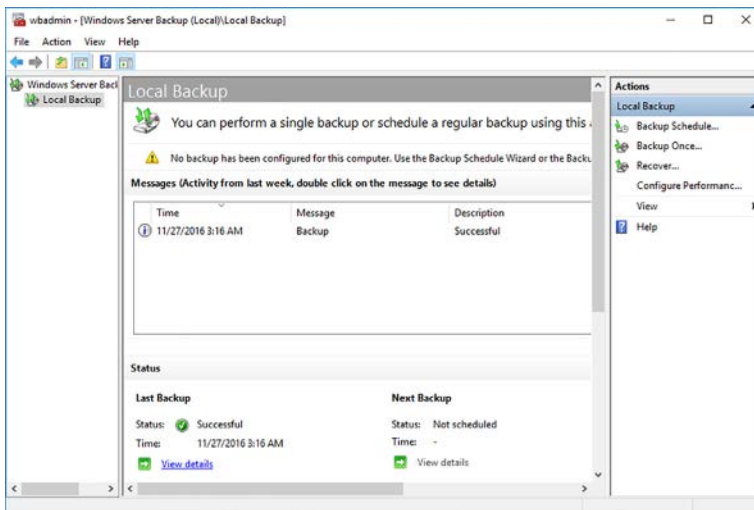 wbadmin - [Windows Server Backup (Local)\Local Backup]
File Action View Help
Windows Server Back
Local Backup
Local Backup
You can perform a single backup or schedule a regular backup using this
No backup has been configured for this computer. Use the Backup Schedule Wizard or the Backu
Messages (Activity from last week, double click on the message to see details)
Time Message Description
11/27/2016 3:16 AM Backup Successful
Status
Last Backup Next Backup
Status: Successful Status: Not scheduled
Time: 11/27/2016 3:16 AM Time: -
View details View details
Actions
Local Backup
Backup Schedule...
Backup Once...
Recover...
Configure Performanc...
View
Help